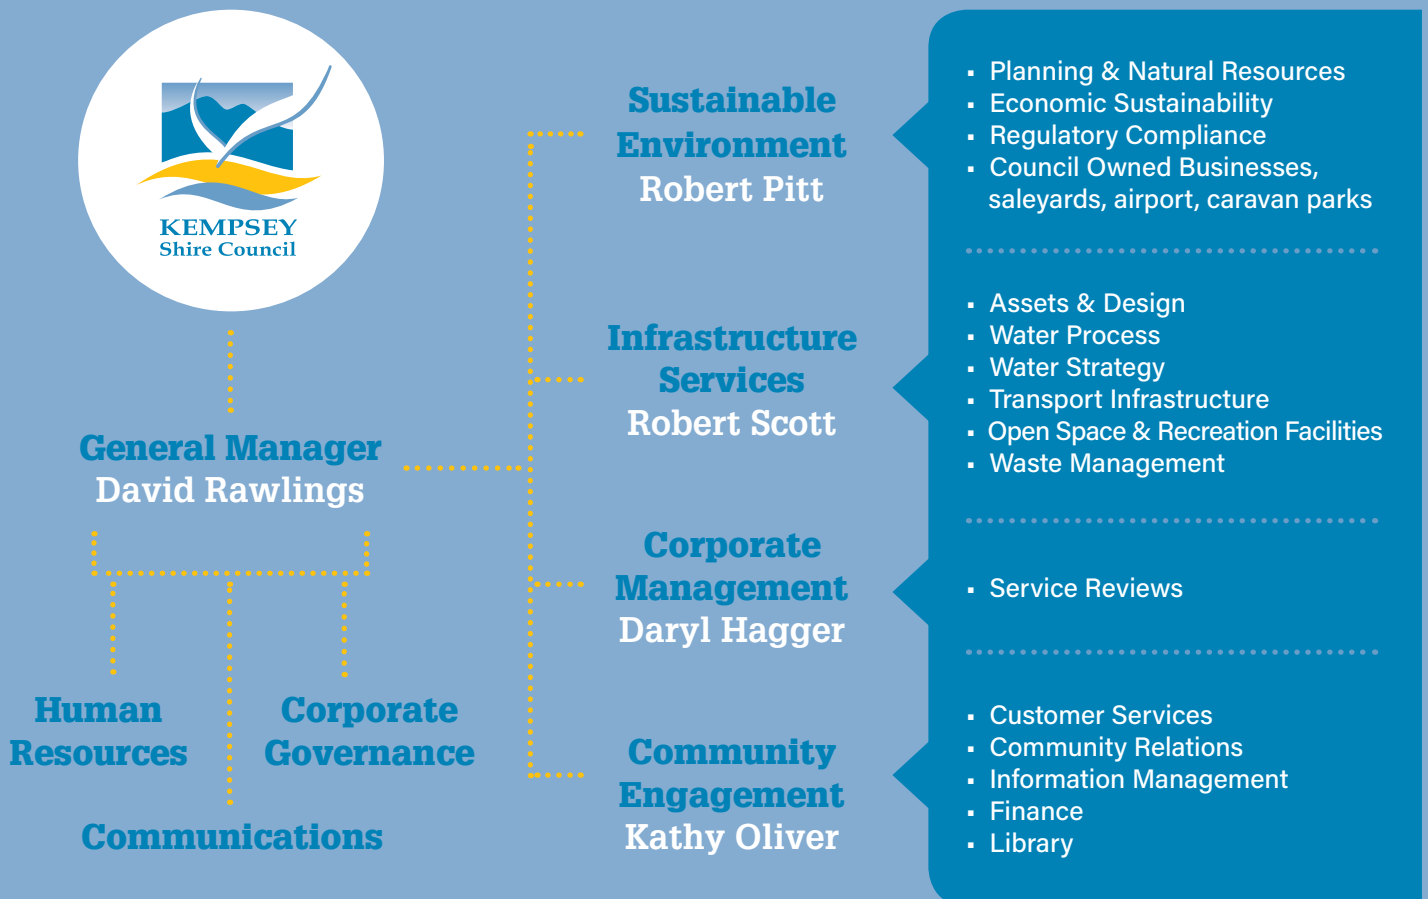 KEMPSEY
Shire Council
General Manager
David Rawlings
Human
Resources
Corporate
Governance
Communications
Sustainable
Environment
Robert Pitt
▪ Planning & Natural Resources
▪ Economic Sustainability
▪ Regulatory Compliance
▪ Council Owned Businesses,
saleyards, airport, caravan parks
Infrastructure
Services
Robert Scott
▪ Assets & Design
▪ Water Process
▪ Water Strategy
▪ Transport Infrastructure
▪ Open Space & Recreation Facilities
▪ Waste Management
Corporate
Management
Daryl Hagger
▪ Service Reviews
Community
Engagement
Kathy Oliver
▪ Customer Services
▪ Community Relations
▪ Information Management
▪ Finance
▪ Library